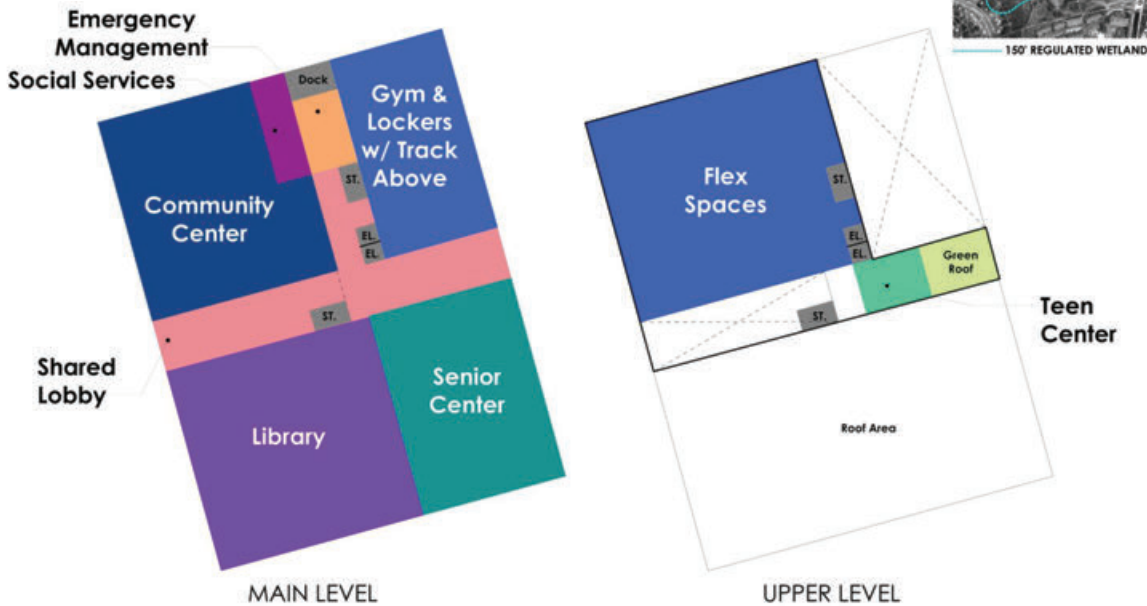 150' REGULATED WETLAND
Emergency
Management
Social Services
Dock
Gym &
Lockers
w/ Track
Above
ST.
Community
Center
EL.
EL.
ST.
Shared
Lobby
Library
Senior
Center
MAIN LEVEL
Flex
Spaces
ST.
EL.
EL.
Green
Roof
ST.
Teen
Center
Roof Area
UPPER LEVEL